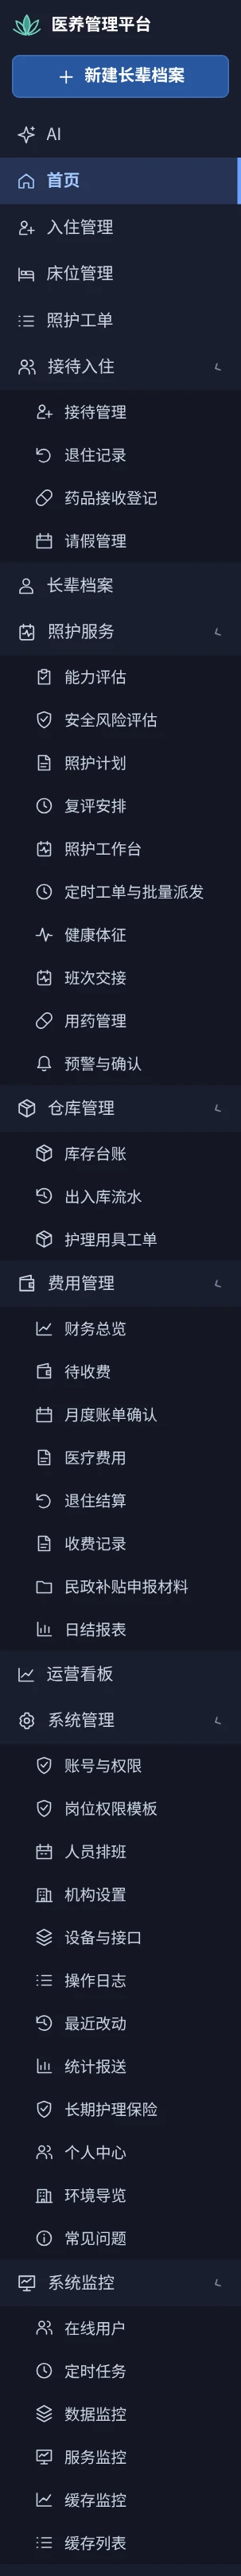 医养管理平台
新建长辈档案
AI
首页
入住管理
床位管理
照护工单
接待入住
接待管理
退住记录
药品接收登记
请假管理
长辈档案
照护服务
能力评估
安全风险评估
照护计划
复评安排
照护工作台
定时工单与批量派发
健康体征
班次交接
用药管理
预警与确认
仓库管理
库存台账
出入库流水
护理用具工单
费用管理
财务总览
待收费
月度账单确认
医疗费用
退住结算
收费记录
民政补贴申报材料
日结报表
运营看板
系统管理
账号与权限
岗位权限模板
人员排班
机构设置
设备与接口
操作日志
最近改动
统计报送
长期护理保险
个人中心
环境导览
常见问题
系统监控
在线用户
定时任务
数据监控
服务监控
缓存监控
缓存列表